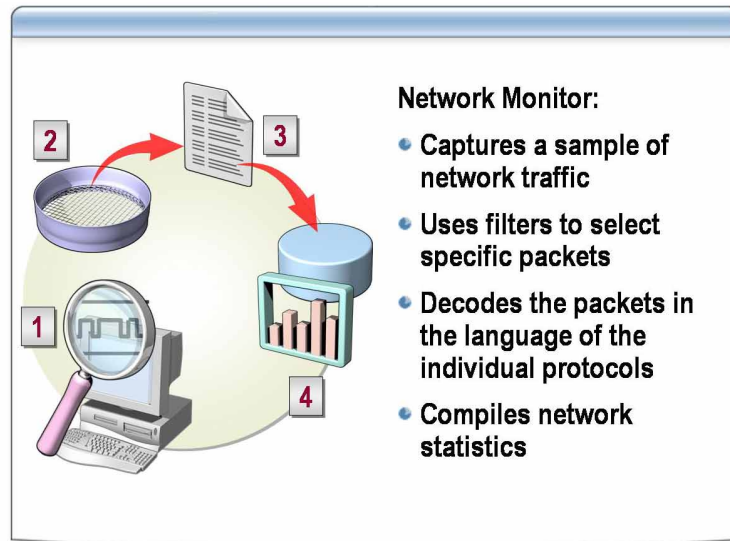 2
3
1
4
Network Monitor:
Captures a sample of
network traffic
Uses filters to select
specific packets
Decodes the packets in
the language of the
individual protocols
Compiles network
statistics